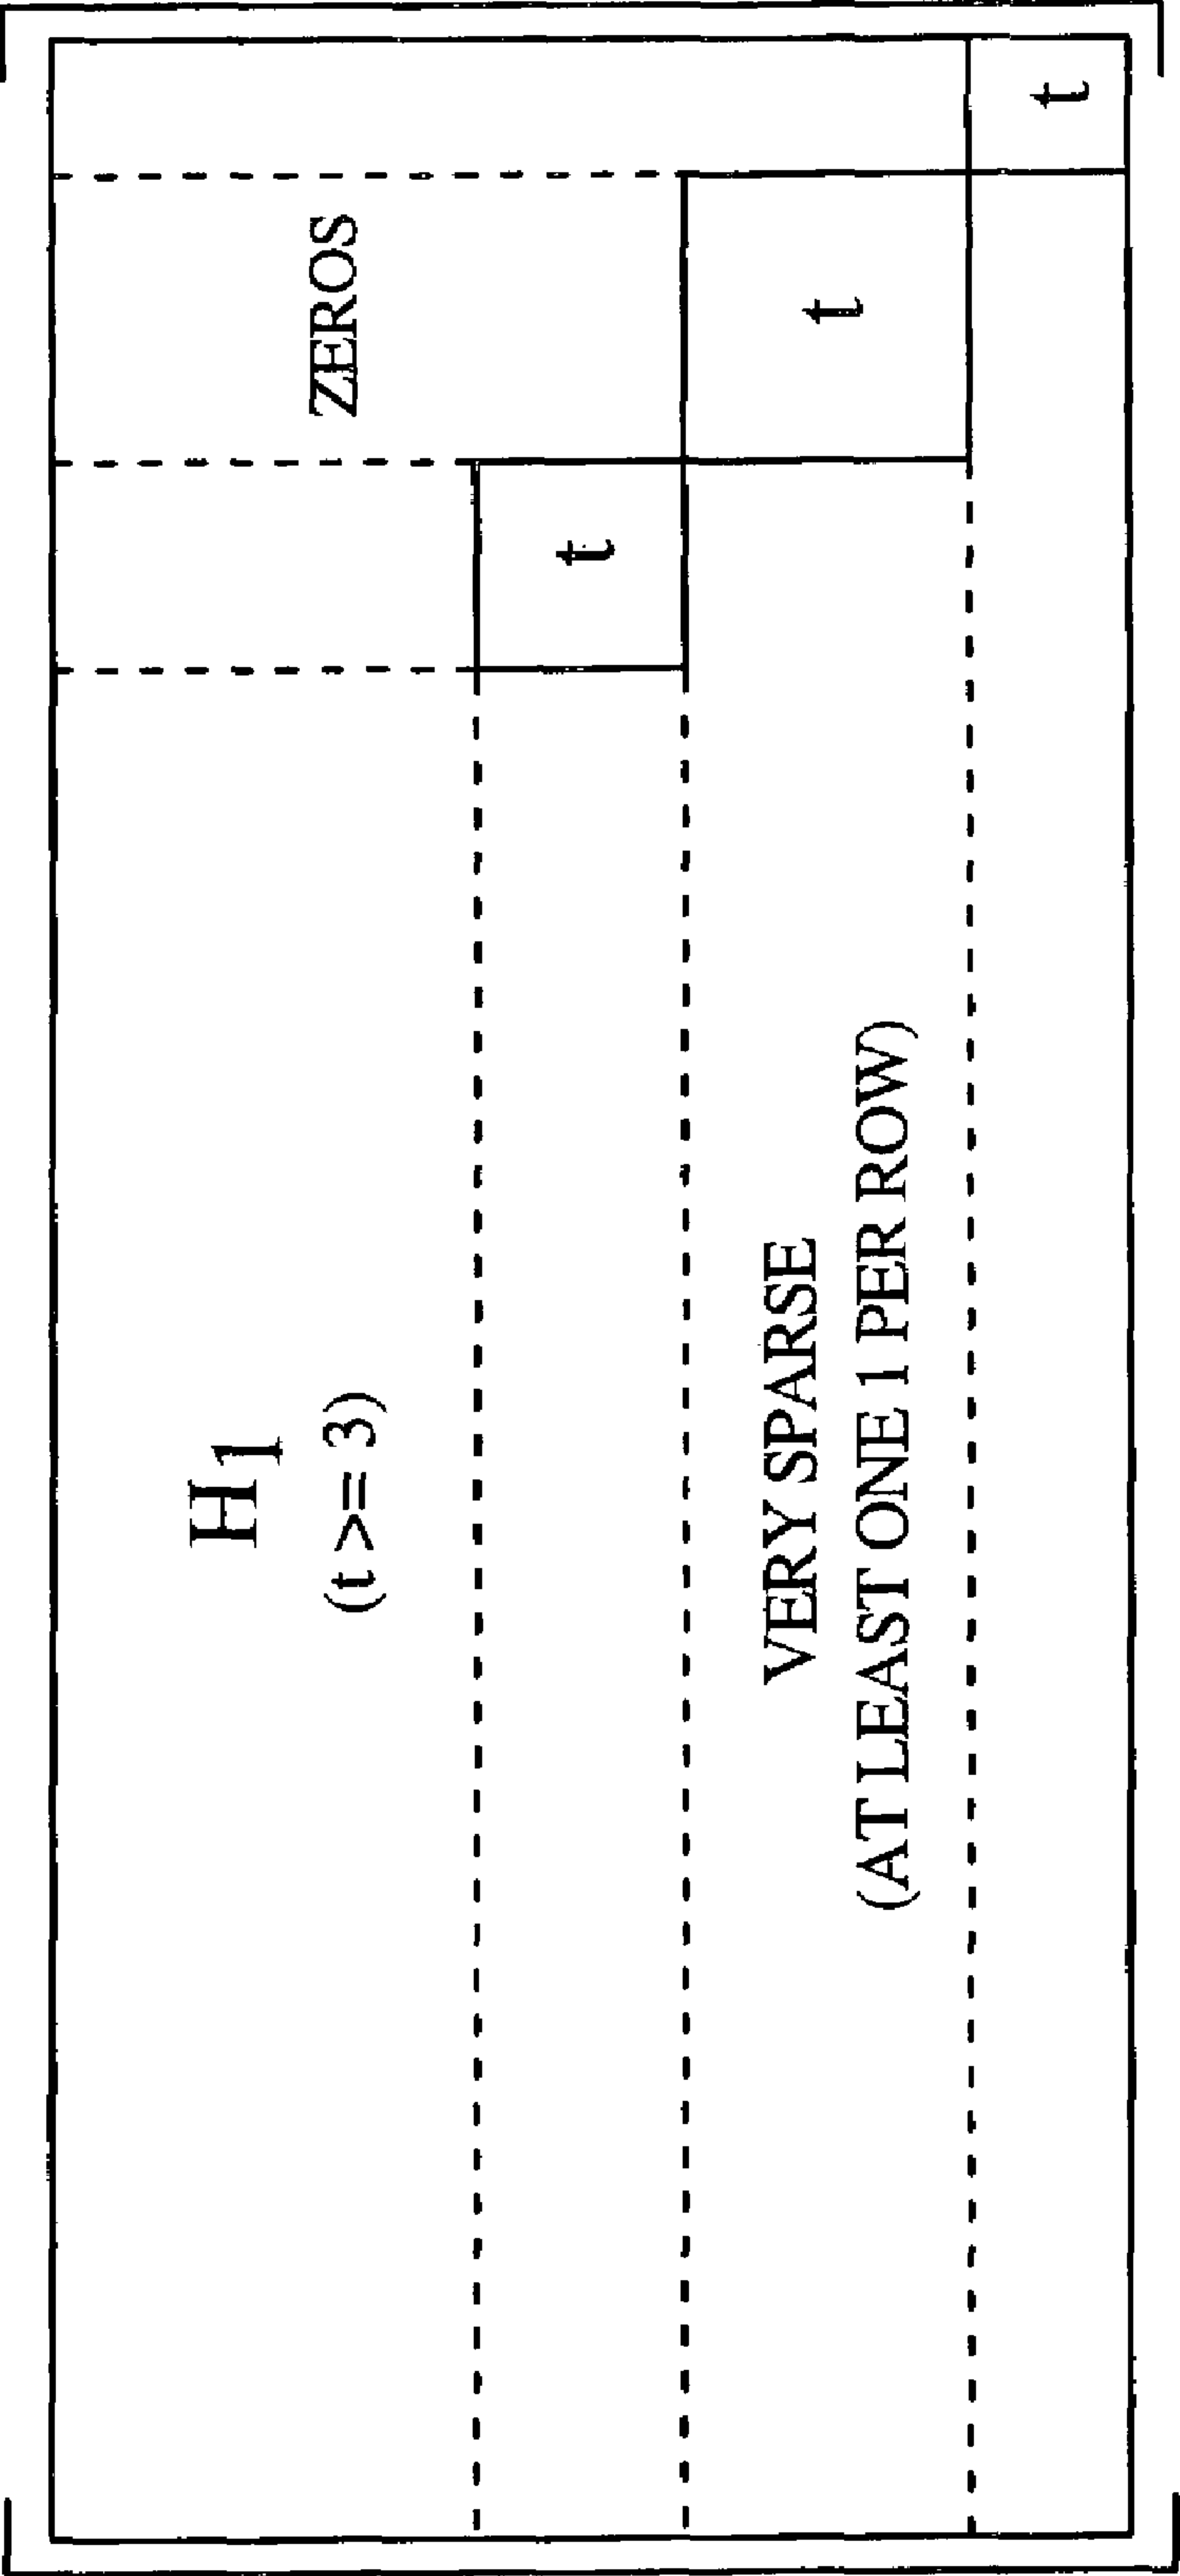 H1
(t >= 3)
ZEROS
t
VERY SPARSE
(AT LEAST ONE 1 PER ROW)
t
t